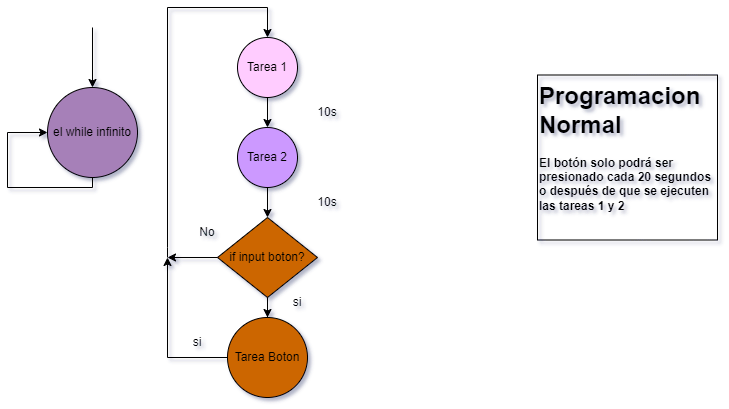 el while infinito
Tarea 1
10s
Tarea 2
10s
No
if input boton?
si
si
Tarea Boton
Programacion
Normal
El botón solo podrá ser
presionado cada 20 segundos
o después de que se ejecuten
las tareas 1 y 2